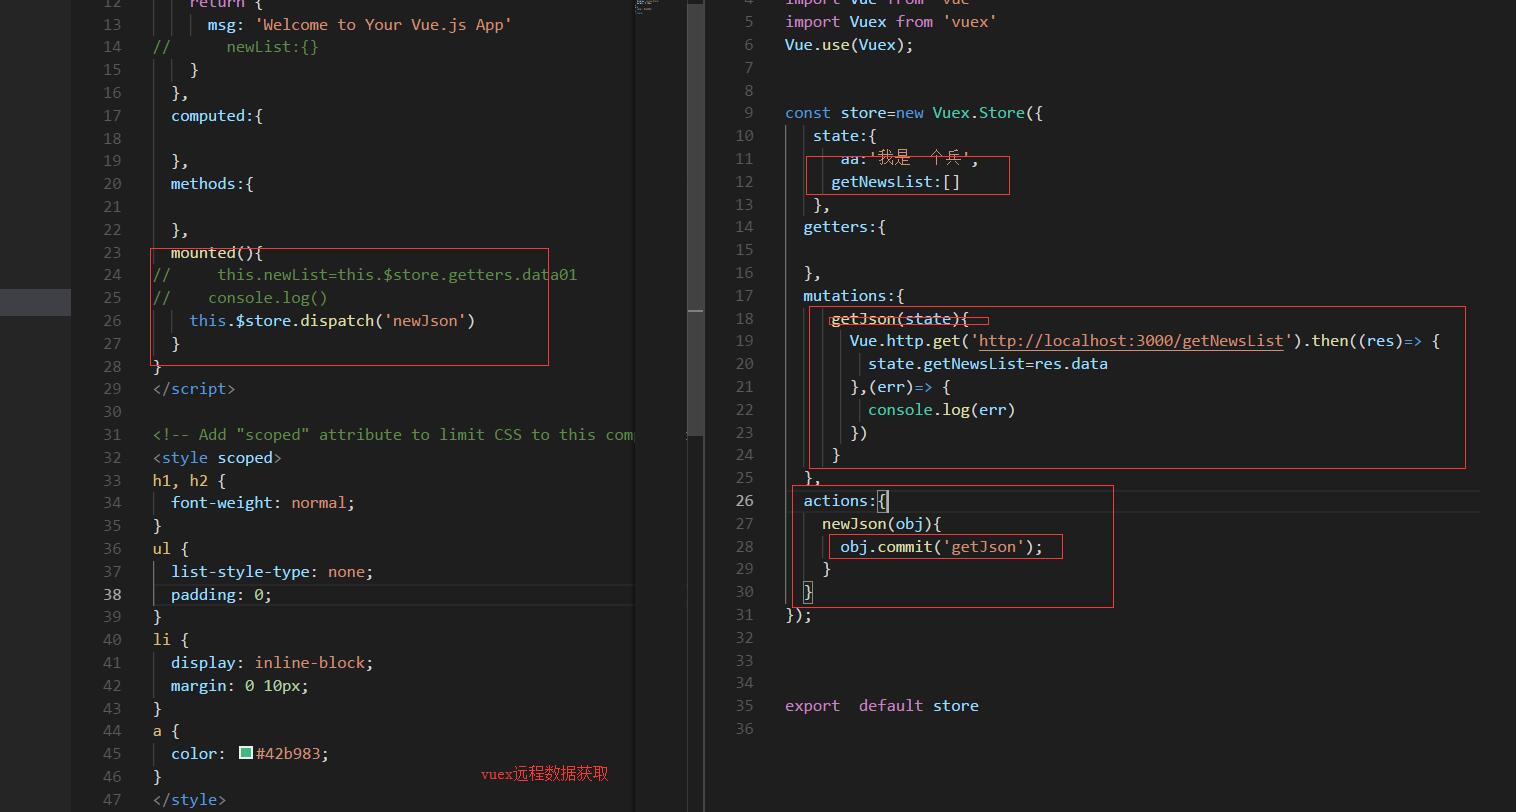 12 return {
13 msg: 'Welcome to Your Vue.js App'
14 // newList:{}
15 }
16 },
17 computed:{
18
19 },
20 methods:{
21
22 },
23 mounted(){
24 // this.newList=this.$store.getters.data01
25 // console.log()
26 this.$store.dispatch('newJson')
27 }
28 }
29 </script>
30
31 <!-- Add "scoped" attribute to limit CSS to this
32 <style scoped>
33 h1, h2 {
34 font-weight: normal;
35 }
36 ul {
37 list-style-type: none;
38 padding: 0;
39 }
40 li {
41 display: inline-block;
42 margin: 0 10px;
43 }
44 a {
45 color: #42b983;
46 }
47 </style>
vuex远程数据获取
4 import Vue from 'vue'
5 import Vuex from 'vuex'
6 Vue.use(Vuex);
7
8
9 const store=new Vuex.Store({
10 state:{
11 aa:'我是 个兵',
12 getNewsList:[]
13 },
14 getters:{
15
16 },
17 mutations:{
18 getJson(state){
19 Vue.http.get('http://localhost:3000/getNewsList').then((res)=> {
20 state.getNewsList=res.data
21 },(err)=> {
22 console.log(err)
23 })
24 }
25 },
26 actions:{
27 newJson(obj){
28 obj.commit('getJson');
29 }
30 }
31 });
32
33
34
35 export default store
36